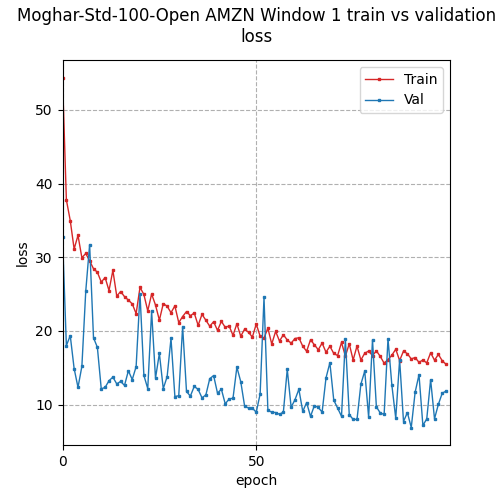 Moghar-Std-100-Open AMZN Window 1 train vs validation
loss
Train
Val
50
40
30
20
10
loss
0
50
epoch